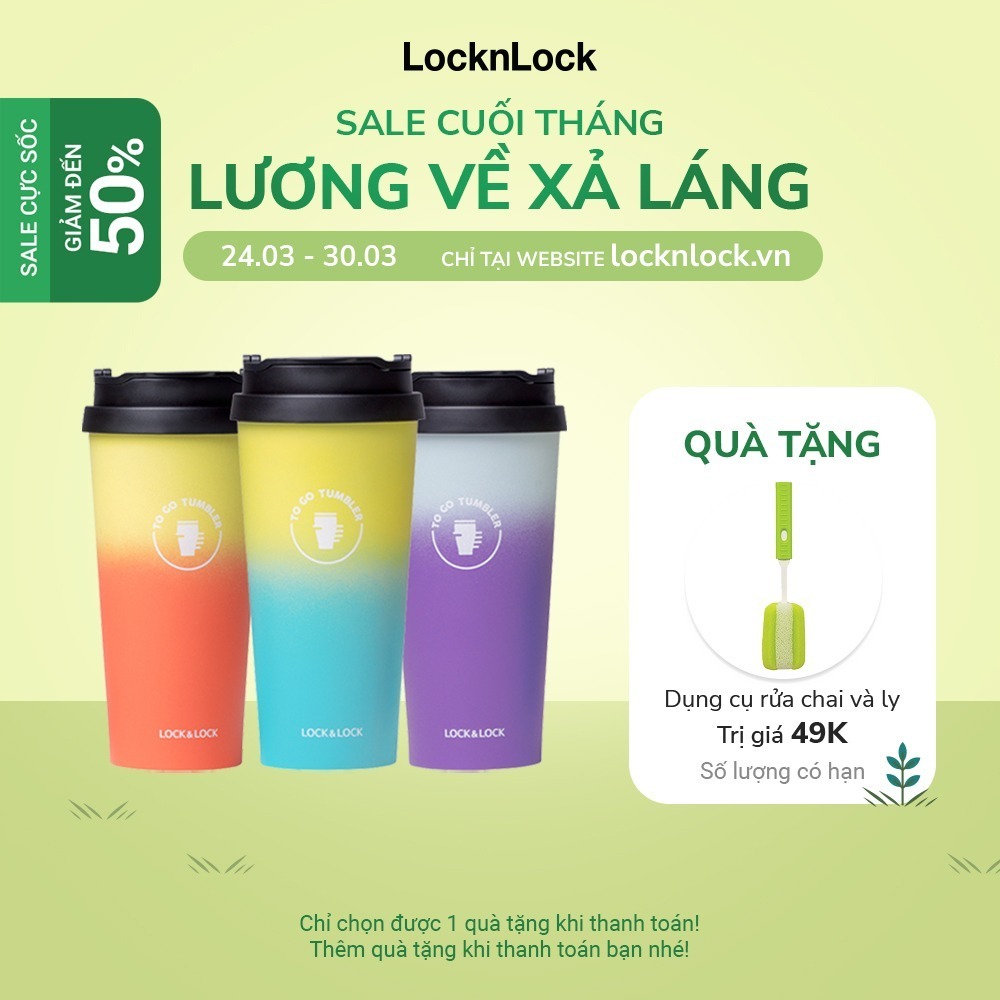 LocknLock
SALE CỰC SỐC
GIẢM ĐẾN
50%
SALE CUỐI THÁNG
LƯƠNG VỀ XẢ LÁNG
24.03 - 30.03 CHỈ TẠI WEBSITE locknlock.vn
TO GO TUMBLER
TO GO TUMBLER
TO GO TUMBLER
LOCK&LOCK
LOCK&LOCK
LOCK&LOCK
QUÀ TẶNG
Dụng cụ rửa chai và ly
Trị giá 49K
Số lượng có hạn
Chỉ chọn được 1 quà tặng khi thanh toán!
Thêm quà tặng khi thanh toán bạn nhé!